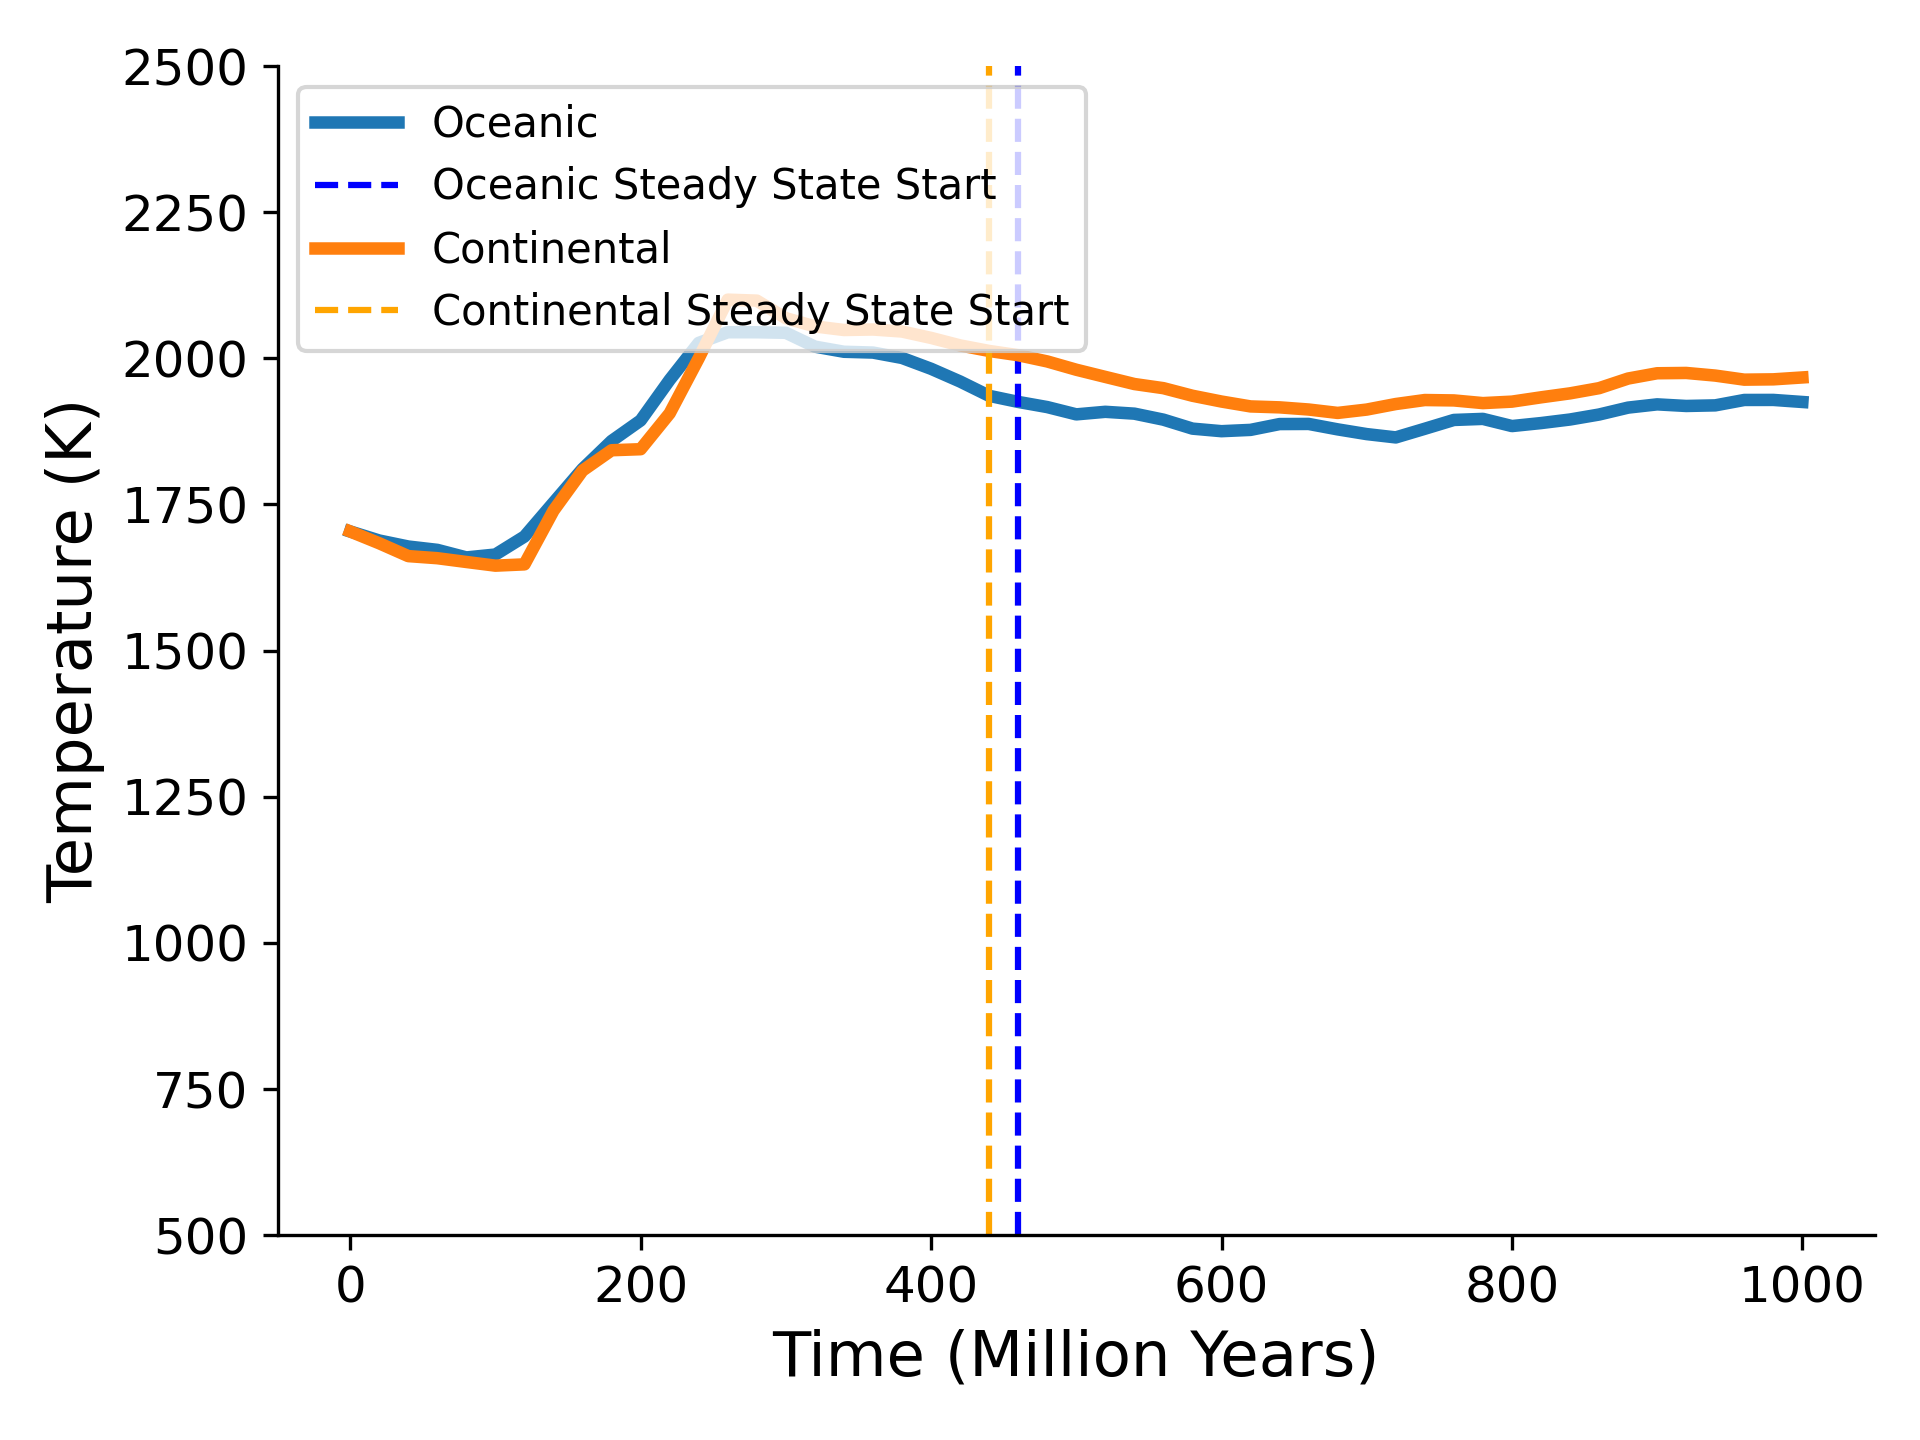 2500
2250
2000
1750
1500
1250
1000
750
500
Temperature (K)
Oceanic
Oceanic Steady State Start
Continental
Continental Steady State Start
0 200 400 600 800 1000
Time (Million Years)